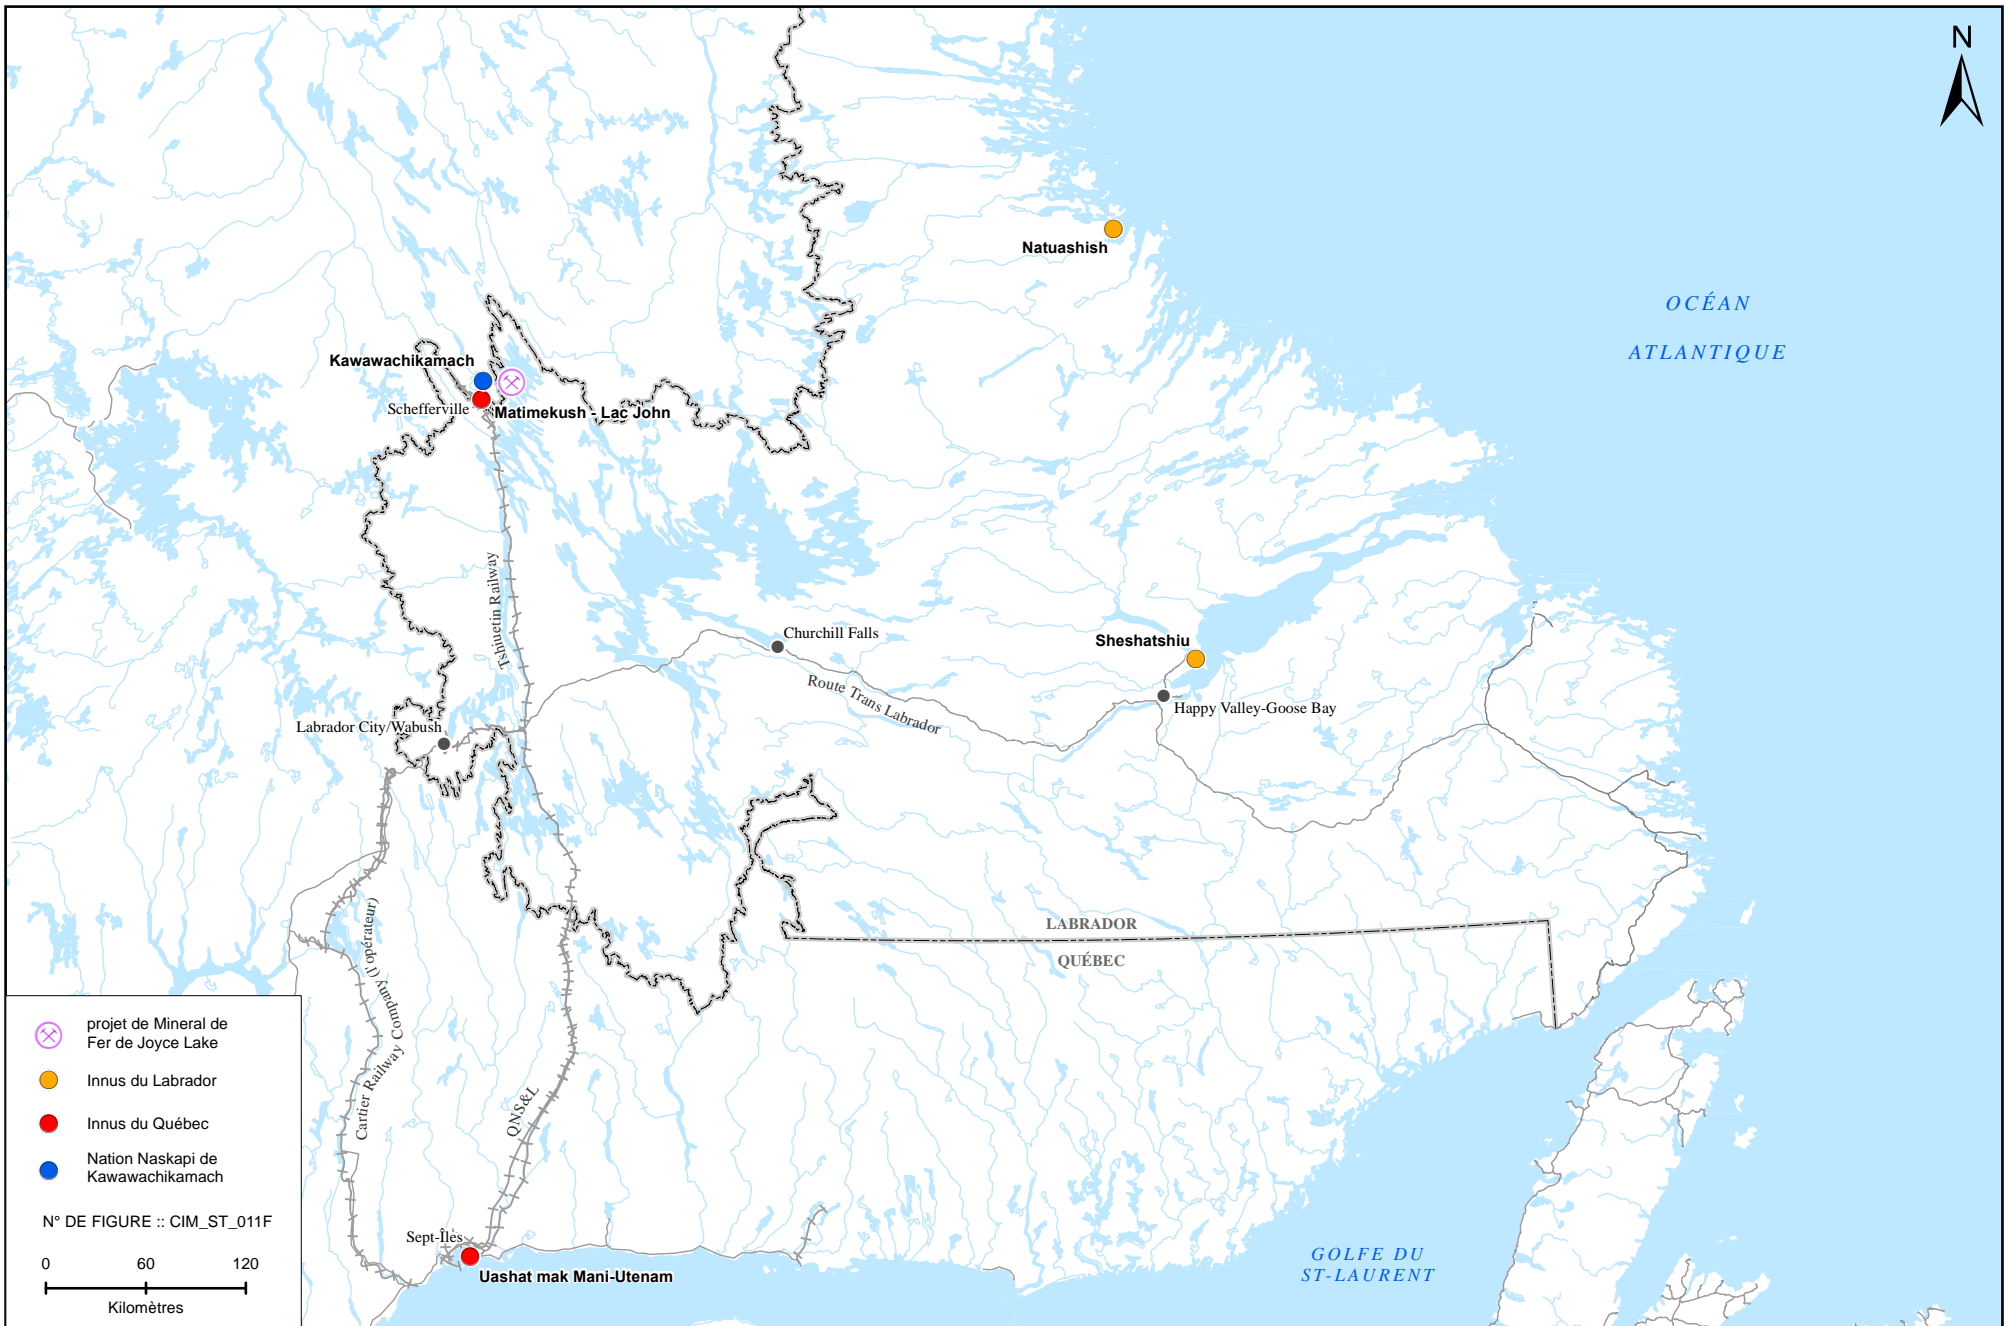 N
Natuashish
OCÉAN
ATLANTIQUE
Kawawachikamach
Schefferville
Matimekush - Lac John
Tshiuetin Railway
Churchill Falls
Sheshatshiu
Route Trans Labrador
Happy Valley-Goose Bay
Labrador City/Wabush
LABRADOR
QUÉBEC
Cartier Railway Company (l'opérateur)
QNS&L
projet de Mineral de
Fer de Joyce Lake
Innus du Labrador
Innus du Québec
Nation Naskapi de
Kawawachikamach
N° DE FIGURE :: CIM_ST_011F
0 60 120
Kilomètres
Sept-Îles
Uashat mak Mani-Utenam
GOLFE DU
ST-LAURENT